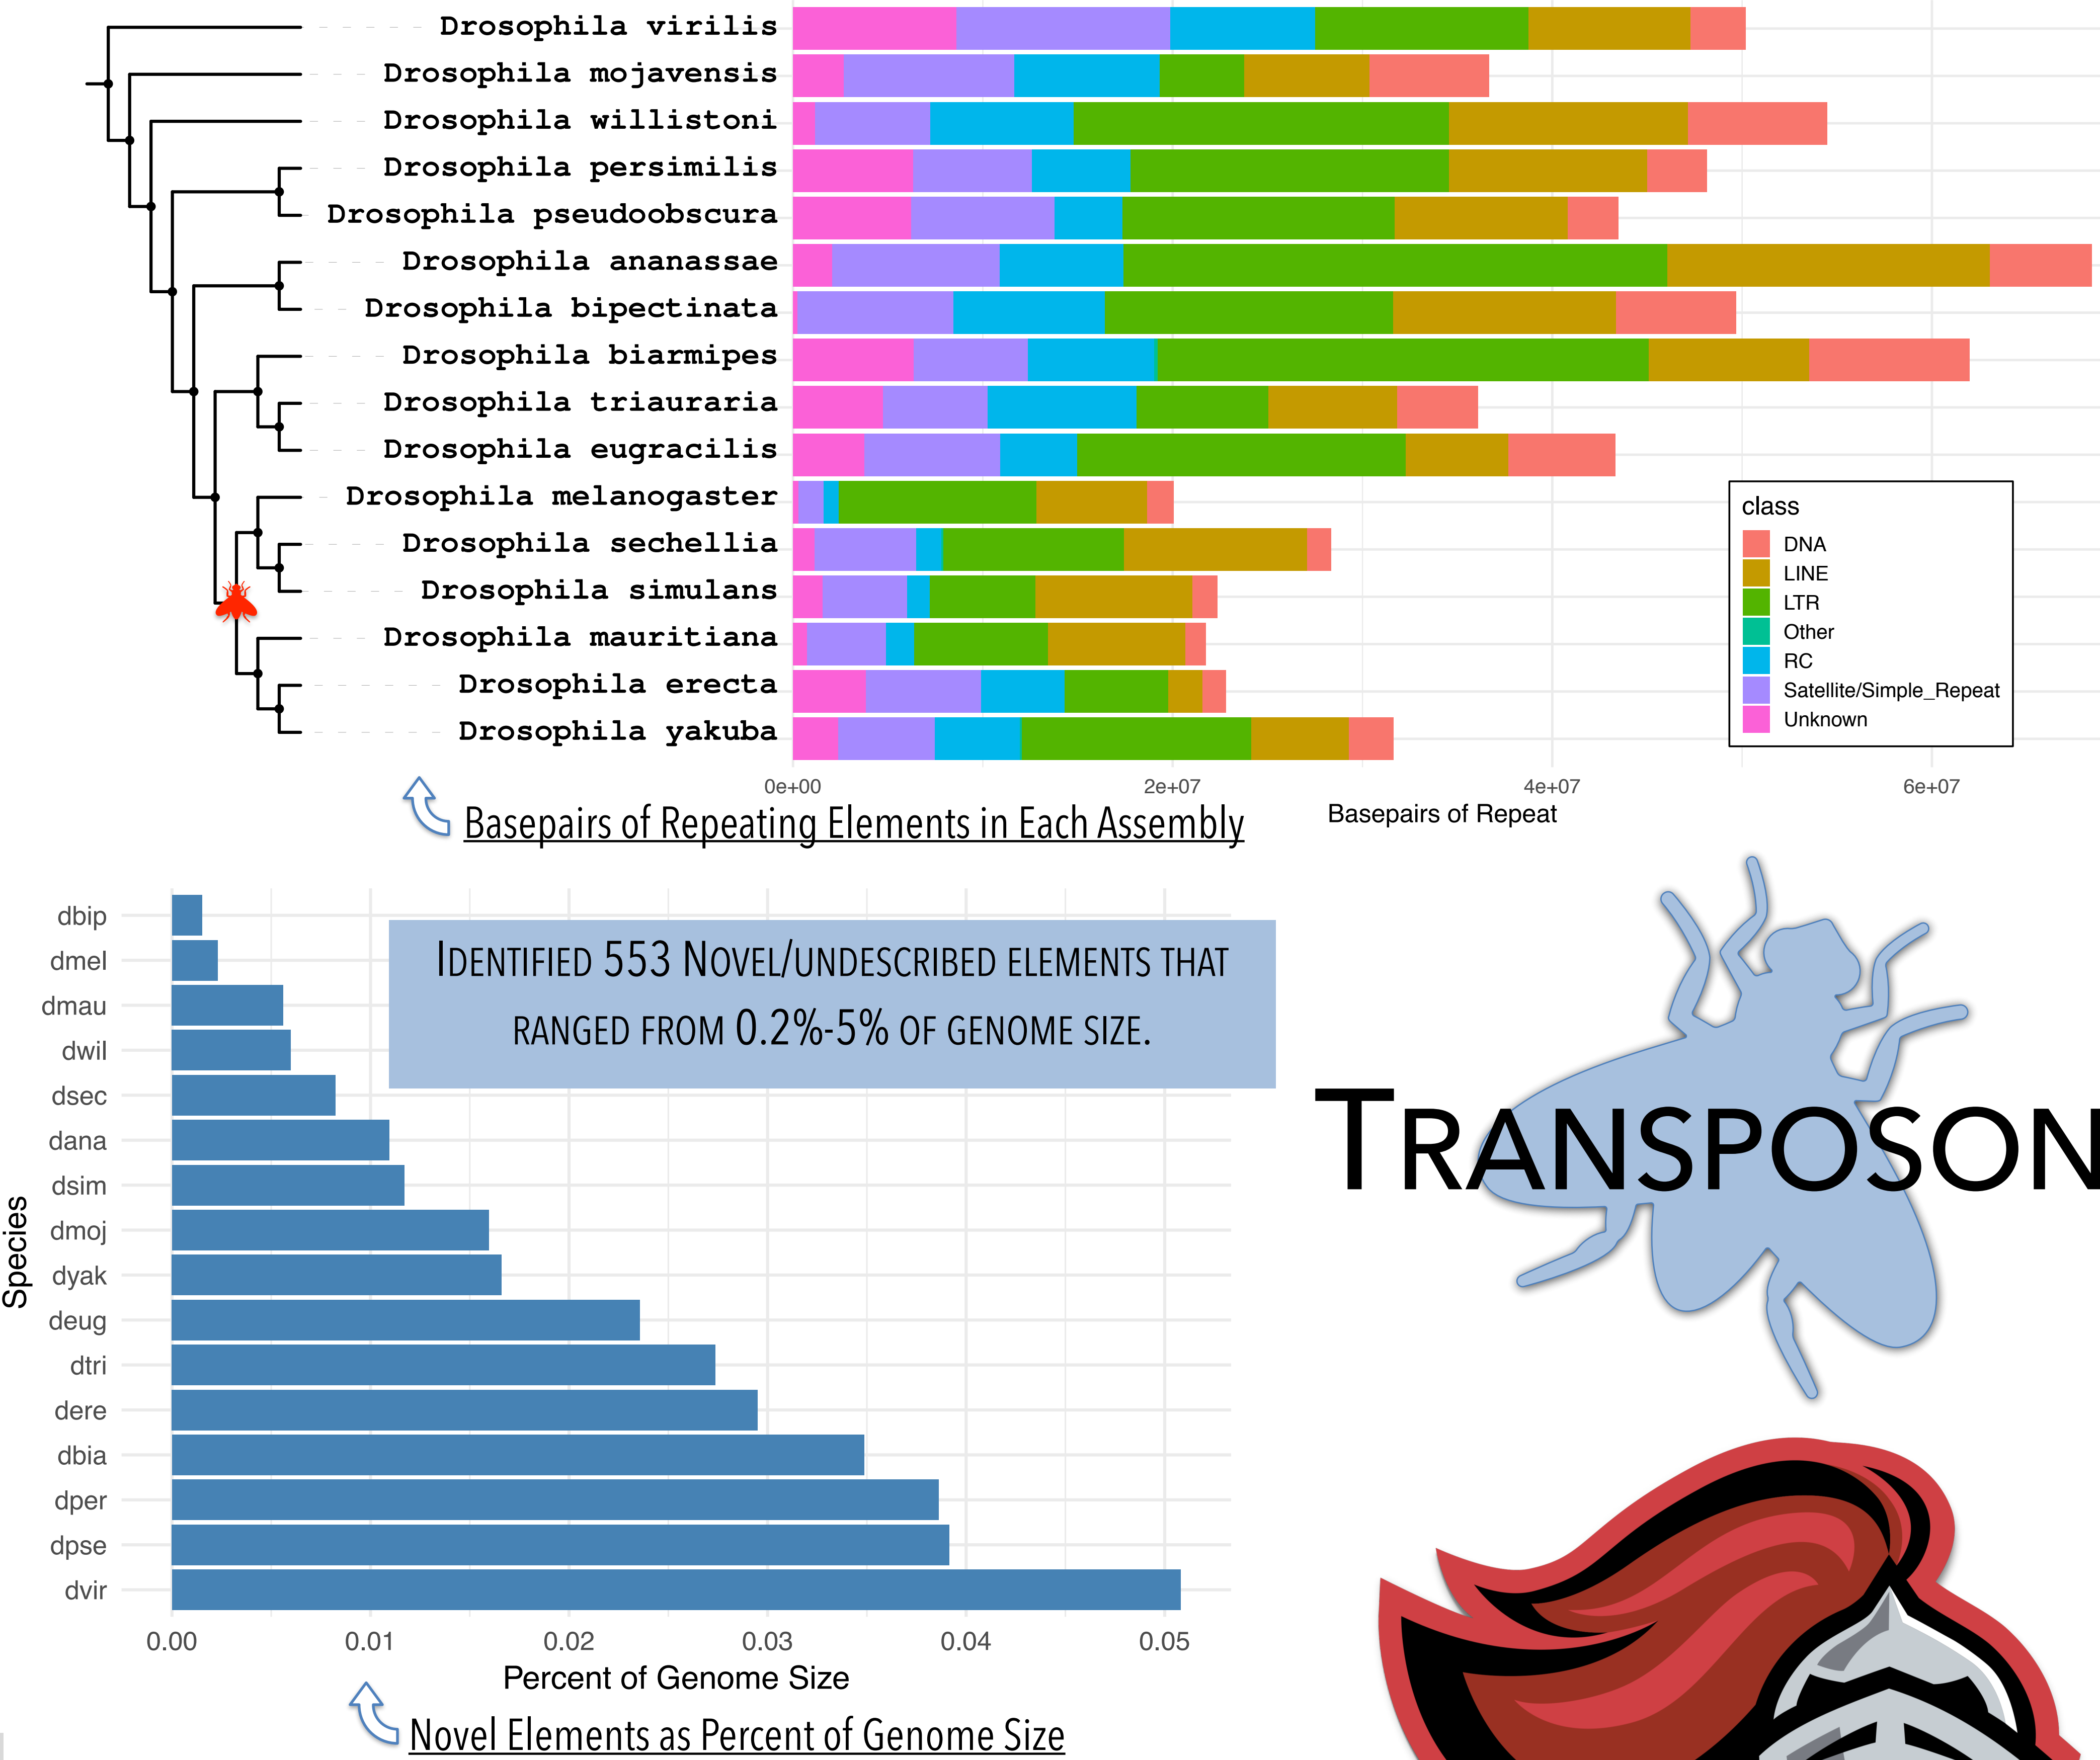 Drosophila virilis
Drosophila mojavensis
Drosophila willistoni
Drosophila persimilis
Drosophila pseudoobscura
Drosophila ananassae
Drosophila bipectinata
Drosophila biarmipes
Drosophila triauraria
Drosophila eugracilis
Drosophila melanogaster
Drosophila sechellia
Drosophila simulans
Drosophila mauritiana
Drosophila erecta
Drosophila yakuba
class
DNA
LINE
LTR
Other
RC
Satellite/Simple_Repeat
Unknown
0e+00 2e+07 4e+07 6e+07
Basepairs of Repeat
Basepairs of Repeating Elements in Each Assembly
IDENTIFIED 553 NOVEL/UNDESCRIBED ELEMENTS THAT
RANGED FROM 0.2%-5% OF GENOME SIZE.
Species
dbip
dmel
dmau
dwil
dsec
dana
dsim
dmoj
dyak
deug
dtri
dere
dbia
dper
dpse
dvir
0.00 0.01 0.02 0.03 0.04 0.05
Percent of Genome Size
Novel Elements as Percent of Genome Size
TRANSPOSON